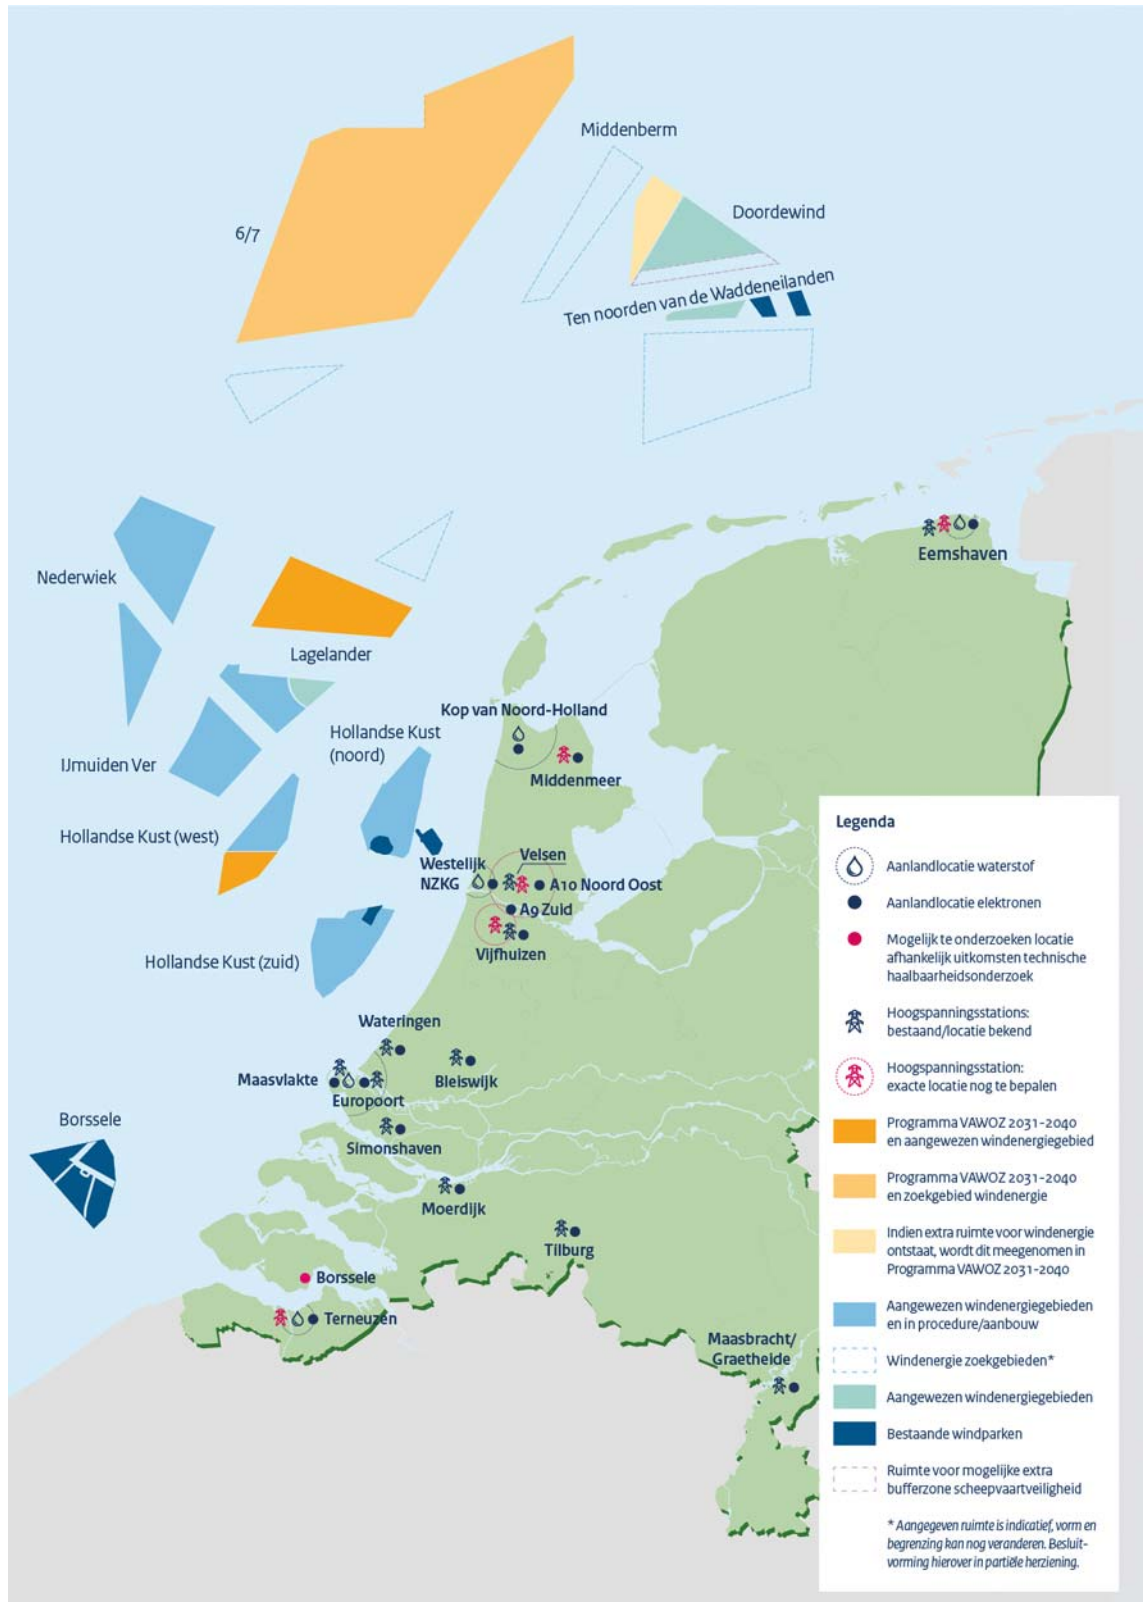 Middenberm
Doordewind
6/7
Ten noorden van de Waddeneilanden
Nederwiek
Eemshaven
Lagelander
Kop van Noord-Holland
Hollandse Kust
(noord)
IJmuiden Ver
Middenmeer
Hollandse Kust (west)
Velsen
Westelijk
NZKG
A10 Noord Oost
A9 Zuid
Vijfhuizen
Hollandse Kust (zuid)
Wateringen
Maasvlakte
Bleiswijk
Europoort
Borssele
Simonshaven
Moerdijk
Tilburg
Borssele
Terneuzen
Maasbracht/
Graetheide
Legenda
Aanlandlocatie waterstof
Aanlandlocatie elektronen
Mogelijk te onderzoeken locatie
afhankelijk uitkomsten technische
haalbaarheidsonderzoek
Hoogspanningsstations:
bestaand/locatie bekend
Hoogspanningsstation:
exacte locatie nog te bepalen
Programma VAWOZ 2031-2040
en aangewezen windenergiegebied
Programma VAWOZ 2031-2040
en zoekgebied windenergie
Indien extra ruimte voor windenergie
ontstaat, wordt dit meegenomen in
Programma VAWOZ 2031-2040
Aangewezen windenergiegebieden
en in procedure/aanbouw
Windenergie zoekgebieden*
Aangewezen windenergiegebieden
Bestaande windparken
Ruimte voor mogelijke extra
bufferzone scheepvaartveiligheid
* Aangegeven ruimte is indicatief, vorm en
begrenzing kan nog veranderen. Besluit-
vorming hierover in partiële herziening.